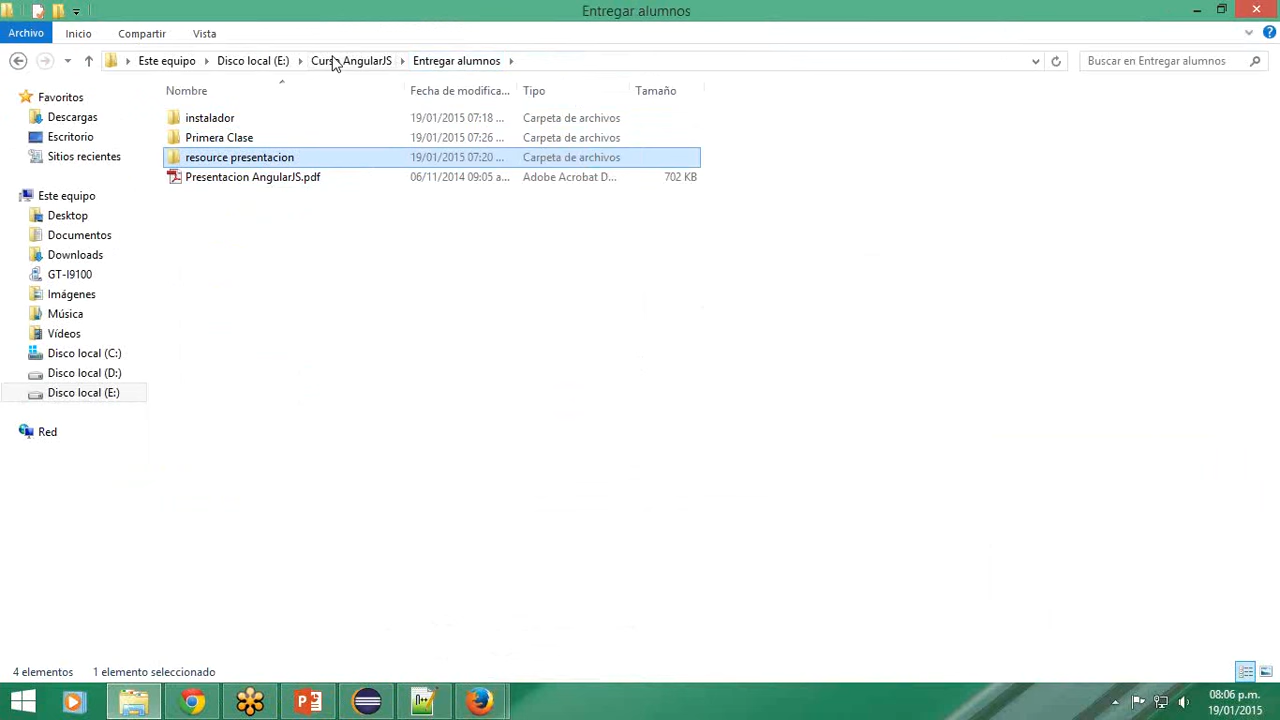 Entregar alumnos
Archivo Inicio Compartir Vista
Este equipo Disco local (E:) Curso AngularJS Entregar alumnos Buscar en Entregar alumnos
Nombre Fecha de modifica... Tipo Tamaño
instalador 19/01/2015 07:18 ... Carpeta de archivos
Primera Clase 19/01/2015 07:26 ... Carpeta de archivos
resource presentacion 19/01/2015 07:20 ... Carpeta de archivos
Presentacion AngularJS.pdf 06/11/2014 09:05 a... Adobe Acrobat D... 702 KB
Favoritos
Descargas
Escritorio
Sitios recientes
Este equipo
Desktop
Documentos
Downloads
GT-I9100
Imágenes
Música
Vídeos
Disco local (C:)
Disco local (D:)
Disco local (E:)
Red
4 elementos 1 elemento seleccionado
08:06 p.m.
19/01/2015